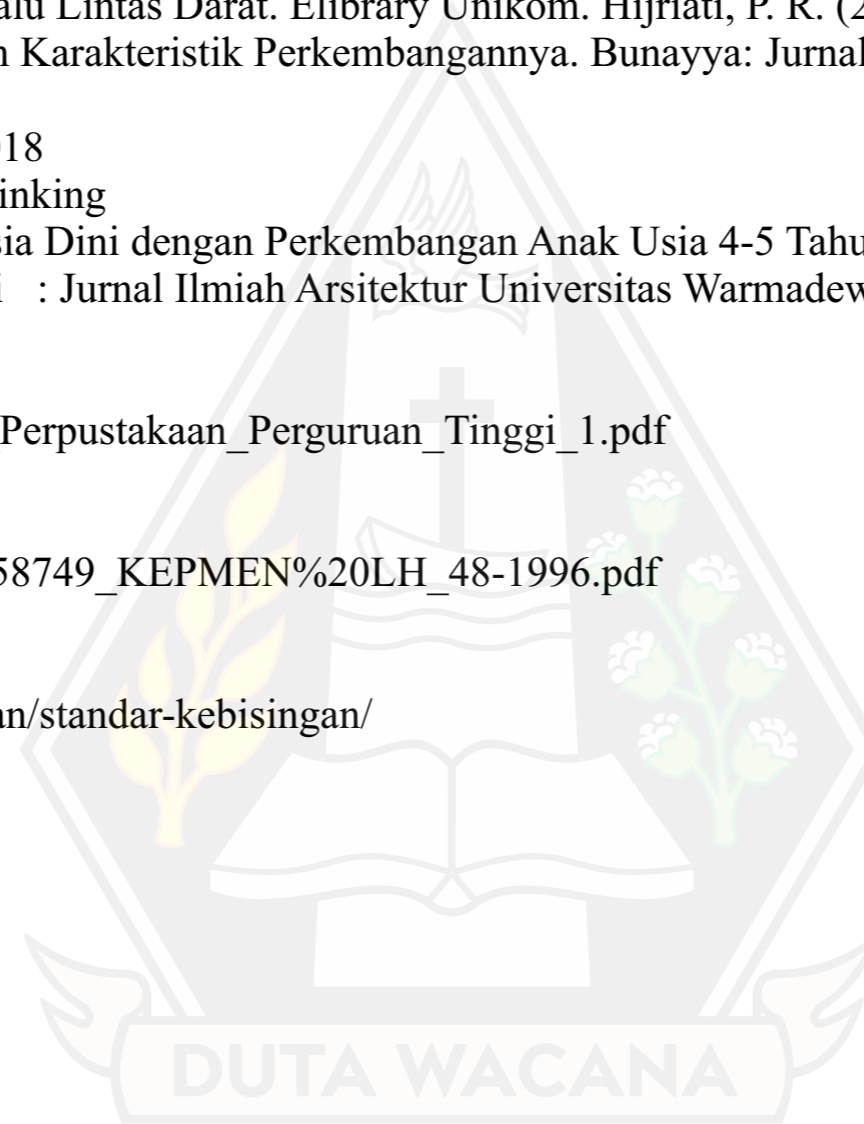 alu Lintas Darat. Elibrary Unikom. Hijriati, P. R. (2
n Karakteristik Perkembangannya. Bunayya: Jurnal
018
inking
sia Dini dengan Perkembangan Anak Usia 4-5 Tahu
i : Jurnal Ilmiah Arsitektur Universitas Warmadew
Perpustakaan_Perguruan_Tinggi_1.pdf
58749_KEPMEN%20LH_48-1996.pdf
an/standar-kebisingan/
DUTA WACANA